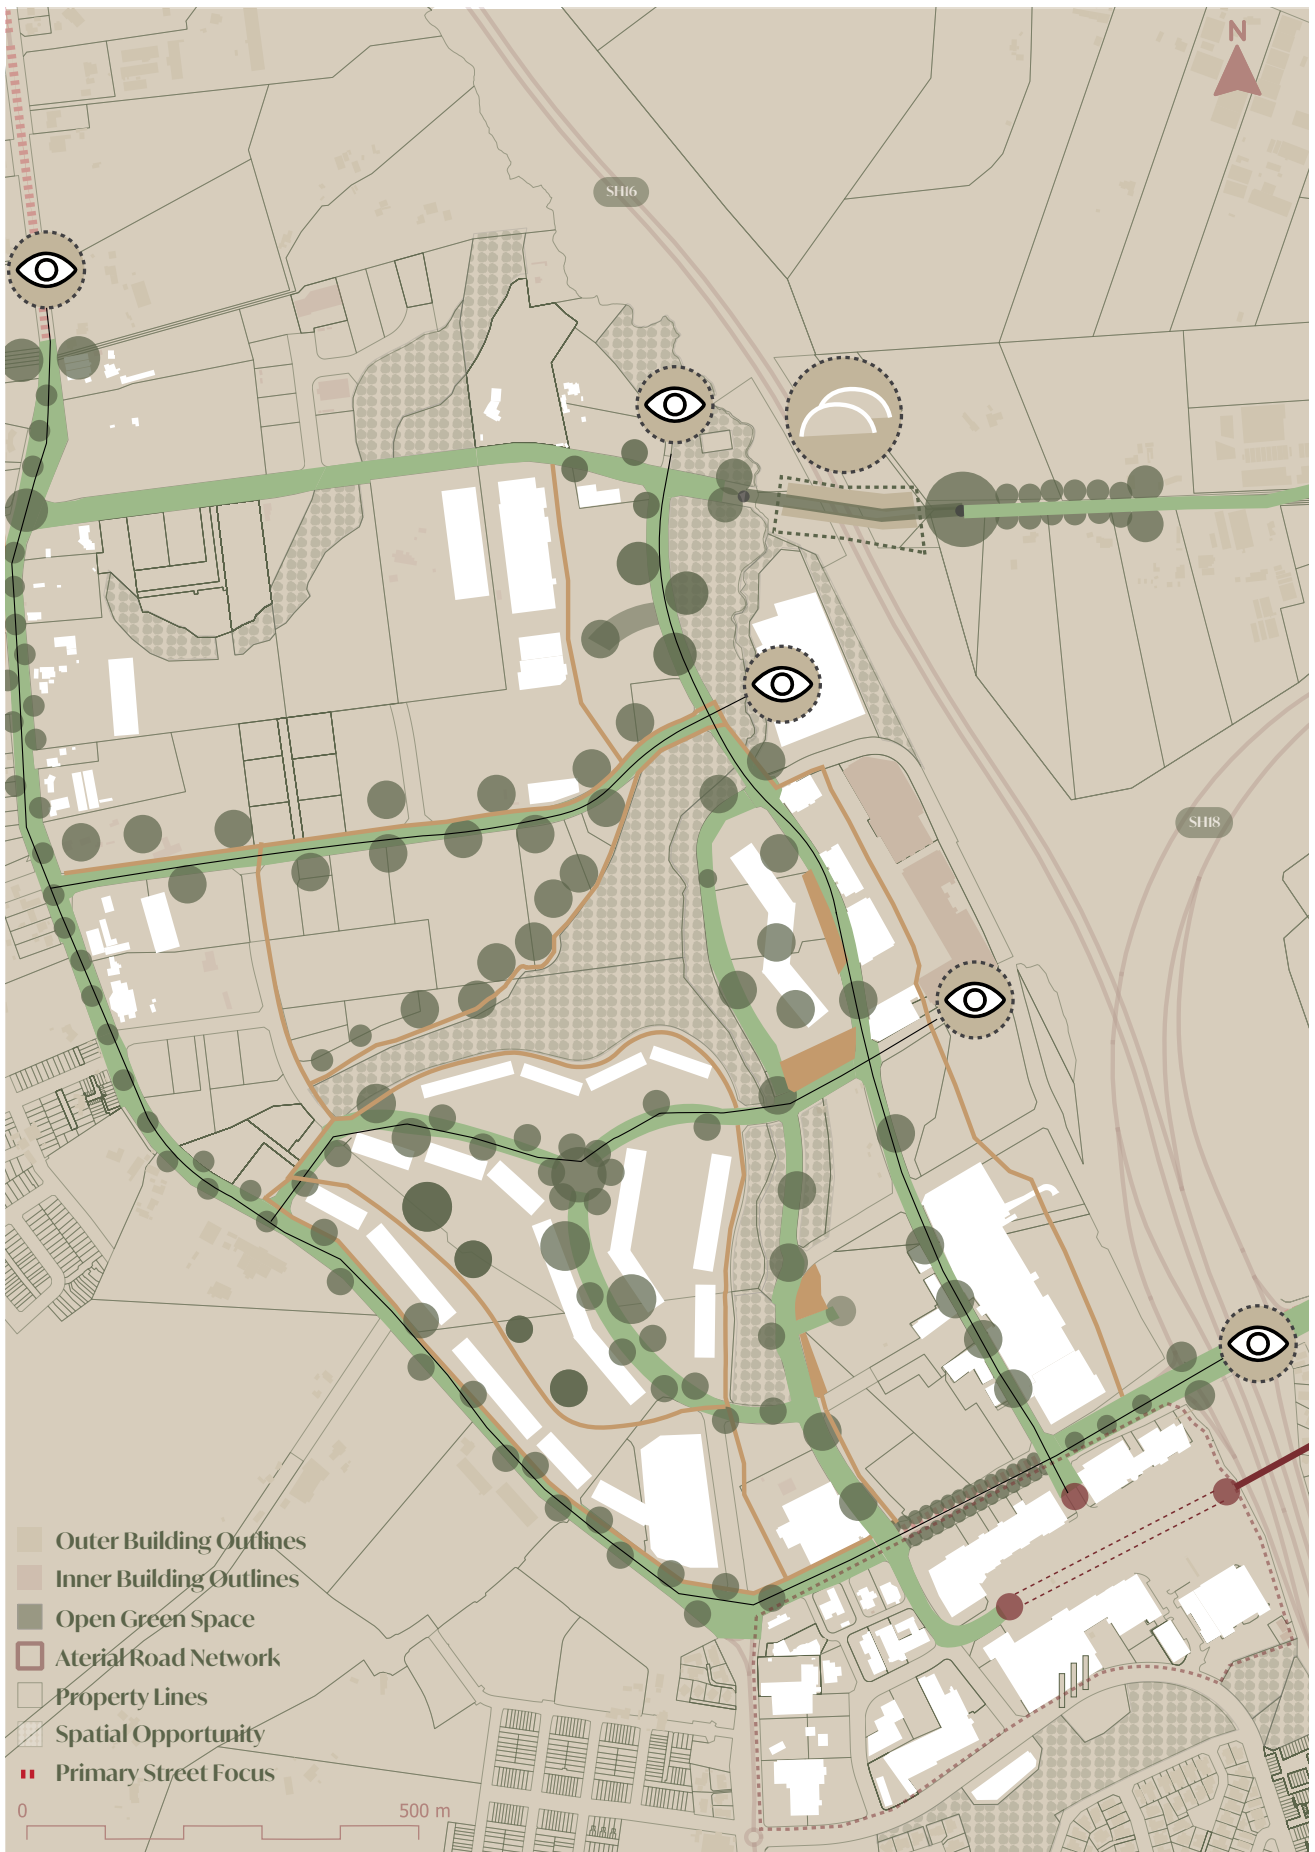 N
SH16
SH18
Outer Building Outlines
Inner Building Outlines
Open Green Space
Aterial Road Network
Property Lines
Spatial Opportunity
Primary Street Focus
0 500 m